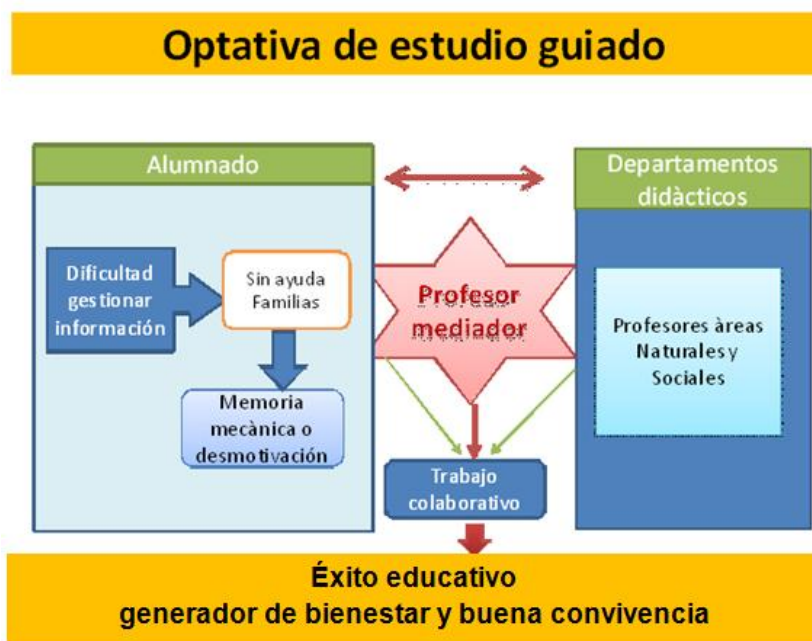 Optativa de estudio guiado
Alumnado
Dificultad
gestionar
información
Sin ayuda
Familias
Memoria
mecànica o
desmotivación
Profesor
mediador
Trabajo
colaborativo
Departamentos
didàcticos
Profesores àreas
Naturales y
Sociales
Éxito educativo
generador de bienestar y buena convivencia